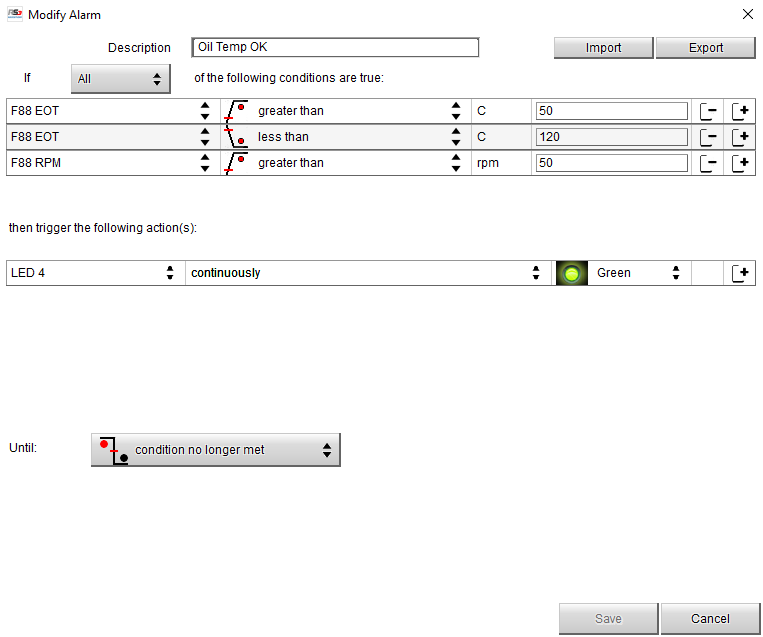 RS3 Modify Alarm
Description Oil Temp OK Import Export
If All of the following conditions are true:
F88 EOT greater than C 50
F88 EOT less than C 120
F88 RPM greater than rpm 50
then trigger the following action(s):
LED 4 continuously Green
Until: condition no longer met
Save Cancel